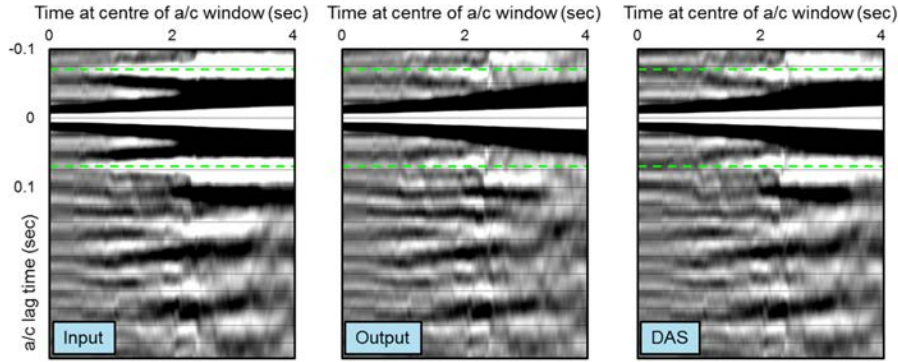 Time at centre of a/c window (sec)
0 2 4
Time at centre of a/c window (sec)
0 2 4
Time at centre of a/c window (sec)
0 2 4
-0.1
0
0.1
a/c lag time (sec)
Input
Output
DAS